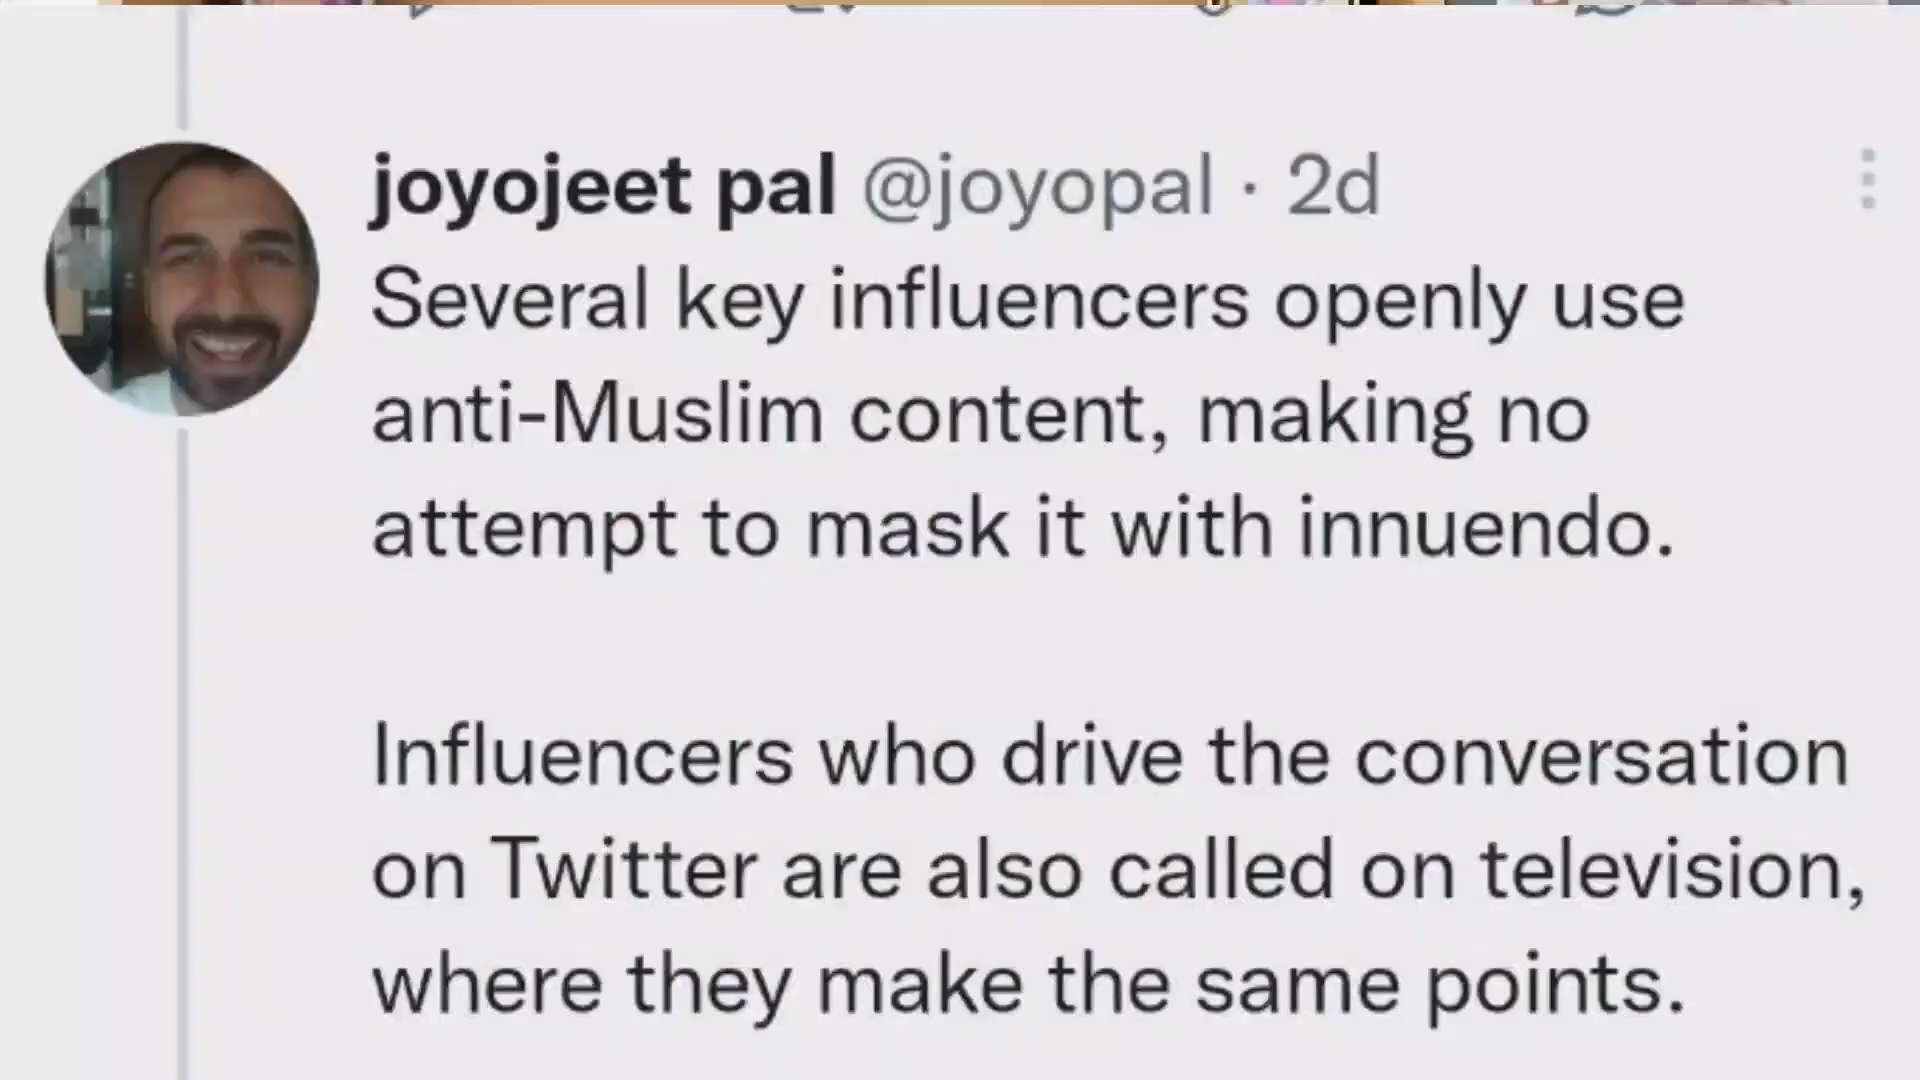 joyojeet pal @joyopal · 2d
Several key influencers openly use
anti-Muslim content, making no
attempt to mask it with innuendo.
Influencers who drive the conversation
on Twitter are also called on television,
where they make the same points.